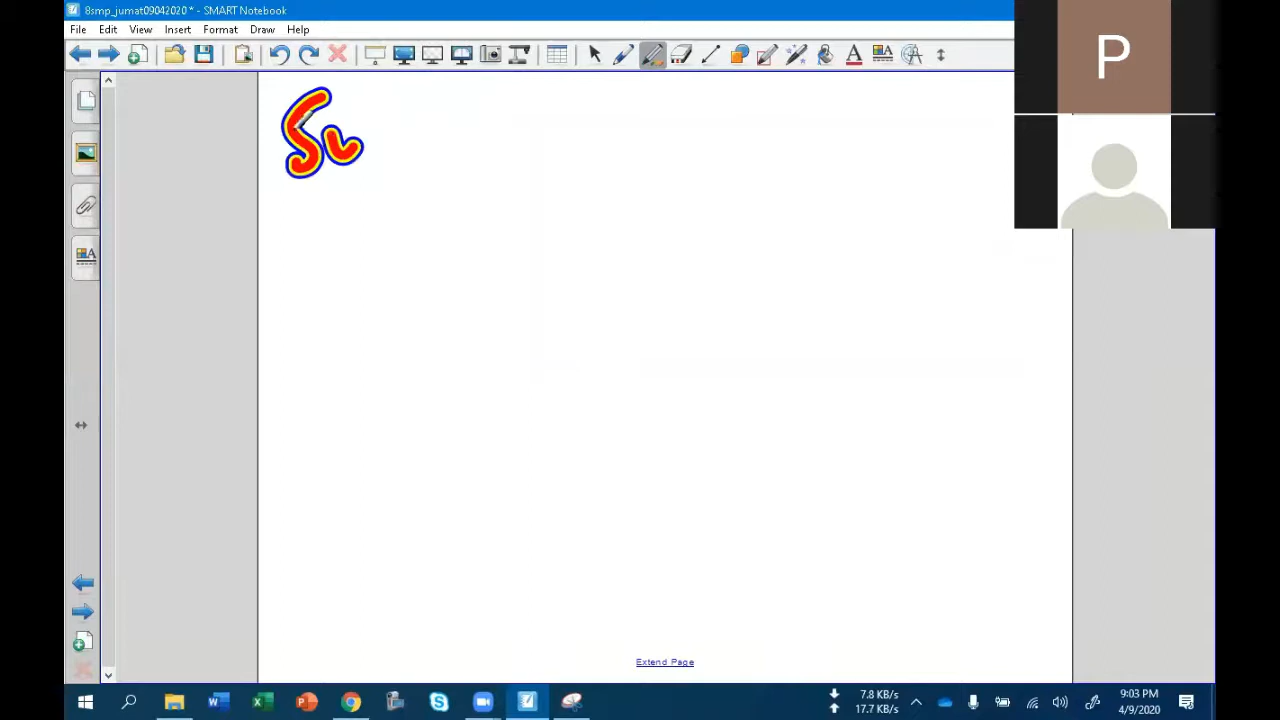 8smp_jumat09042020 * - SMART Notebook
File Edit View Insert Format Draw Help
P
Extend Page
7.8 KB/s
17.7 KB/s
9:03 PM
4/9/2020